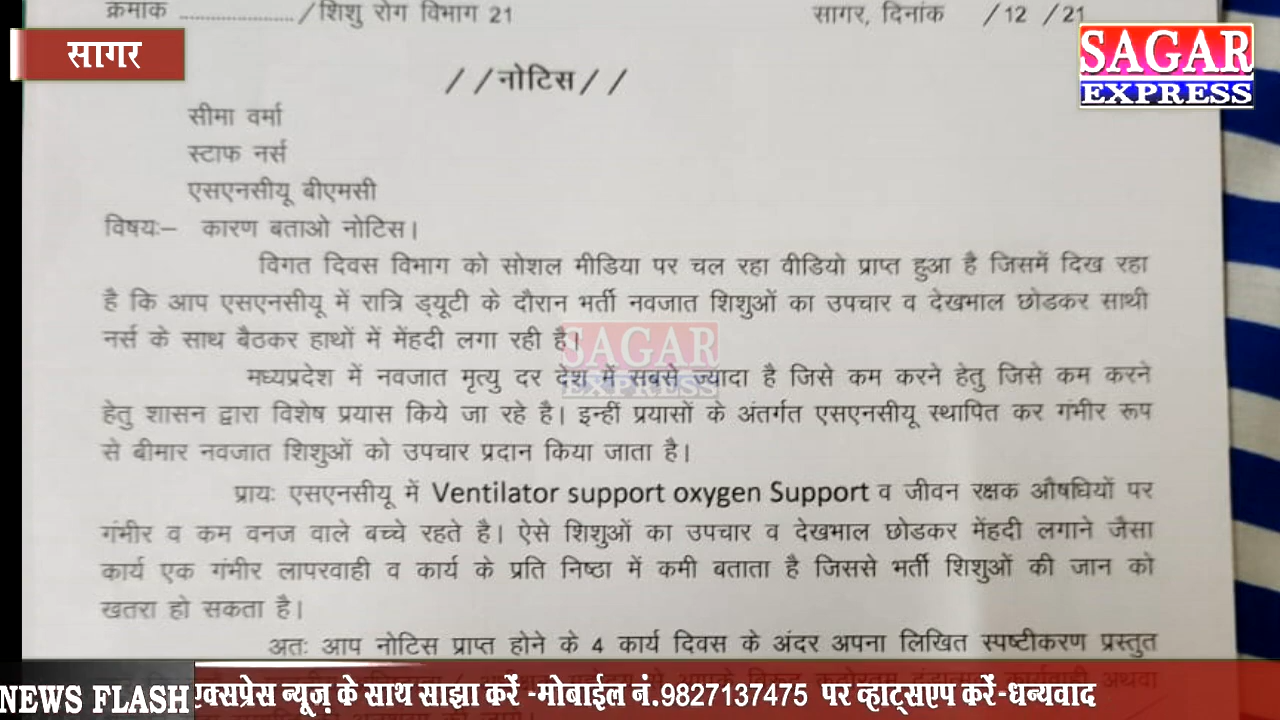 क्रमांक ..................../शिशु रोग विभाग 21 सागर, दिनांक /12 /21
सागर
SAGAR
EXPRESS
//नोटिस//
सीमा वर्मा
स्टाफ नर्स
एसएनसीयू बीएमसी
विषयः– कारण बताओ नोटिस।
विगत दिवस विभाग को सोशल मीडिया पर चल रहा वीडियो प्राप्त हुआ है जिसमें दिख रहा
है कि आप एसएनसीयू में रात्रि ड्यूटी के दौरान भर्ती नवजात शिशुओं का उपचार व देखभाल छोडकर साथी
नर्स के साथ बैठकर हाथों में मेंहदी लगा रही है।
SAGAR
EXPRESS
मध्यप्रदेश में नवजात मृत्यु दर देश में सबसे ज्यादा है जिसे कम करने हेतु जिसे कम करने
हेतु शासन द्वारा विशेष प्रयास किये जा रहे है। इन्हीं प्रयासों के अंतर्गत एसएनसीयू स्थापित कर गंभीर रूप
से बीमार नवजात शिशुओं को उपचार प्रदान किया जाता है।
प्रायः एसएनसीयू में Ventilator support oxygen Support व जीवन रक्षक औषधियों पर
गंभीर व कम वनज वाले बच्चे रहते है। ऐसे शिशुओं का उपचार व देखभाल छोडकर मेंहदी लगाने जैसा
कार्य एक गंभीर लापरवाही व कार्य के प्रति निष्ठा में कमी बताता है जिससे भर्ती शिशुओं की जान को
खतरा हो सकता है।
अतः आप नोटिस प्राप्त होने के 4 कार्य दिवस के अंदर अपना लिखित स्पष्टीकरण प्रस्तुत
NEWS FLASH एक्सप्रेस न्यूज़ के साथ साझा करें -मोबाईल नं.9827137475 पर व्हाट्सएप करें-धन्यवाद